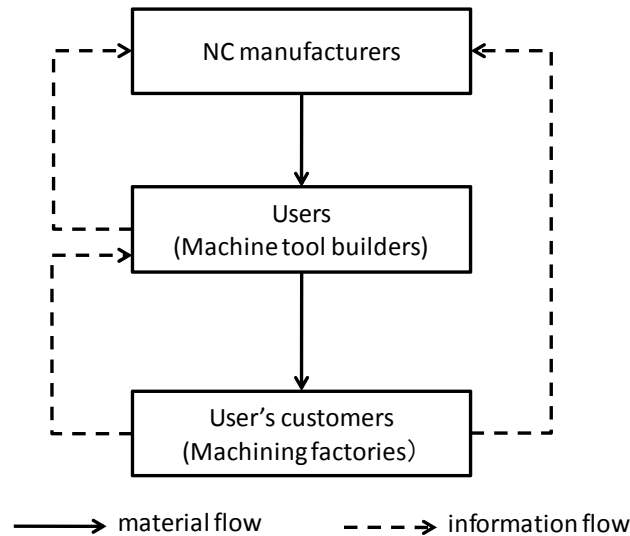 NC manufacturers
Users
(Machine tool builders)
User’s customers
(Machining factories）
material flow
information flow